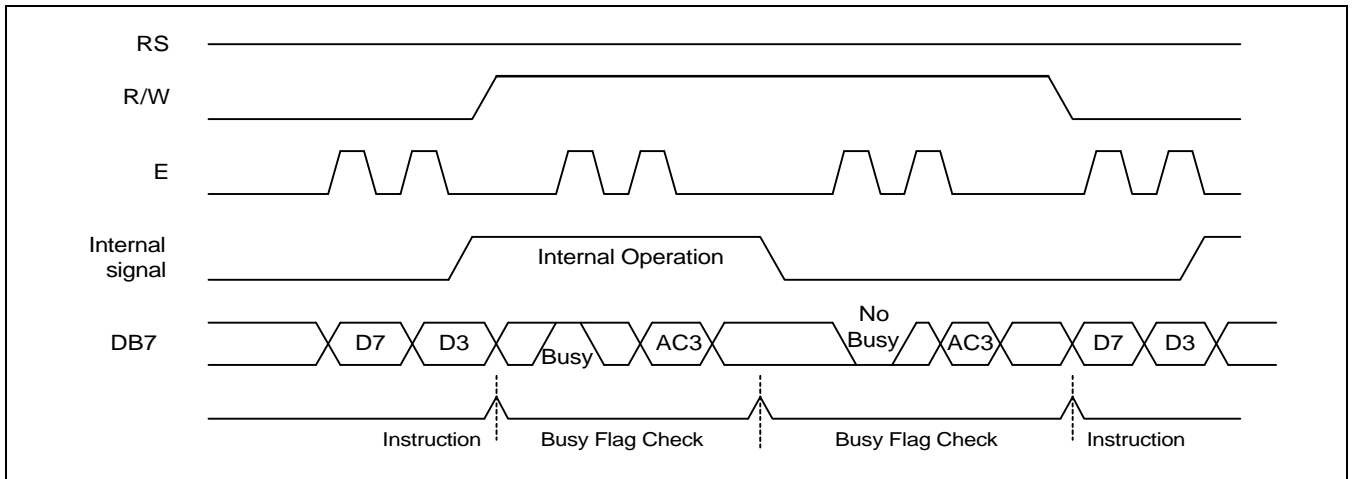 RS
R/W
E
Internal
signal
Internal Operation
DB7
D7 D3 Busy AC3 No
Busy AC3 D7 D3
Instruction Busy Flag Check Busy Flag Check Instruction